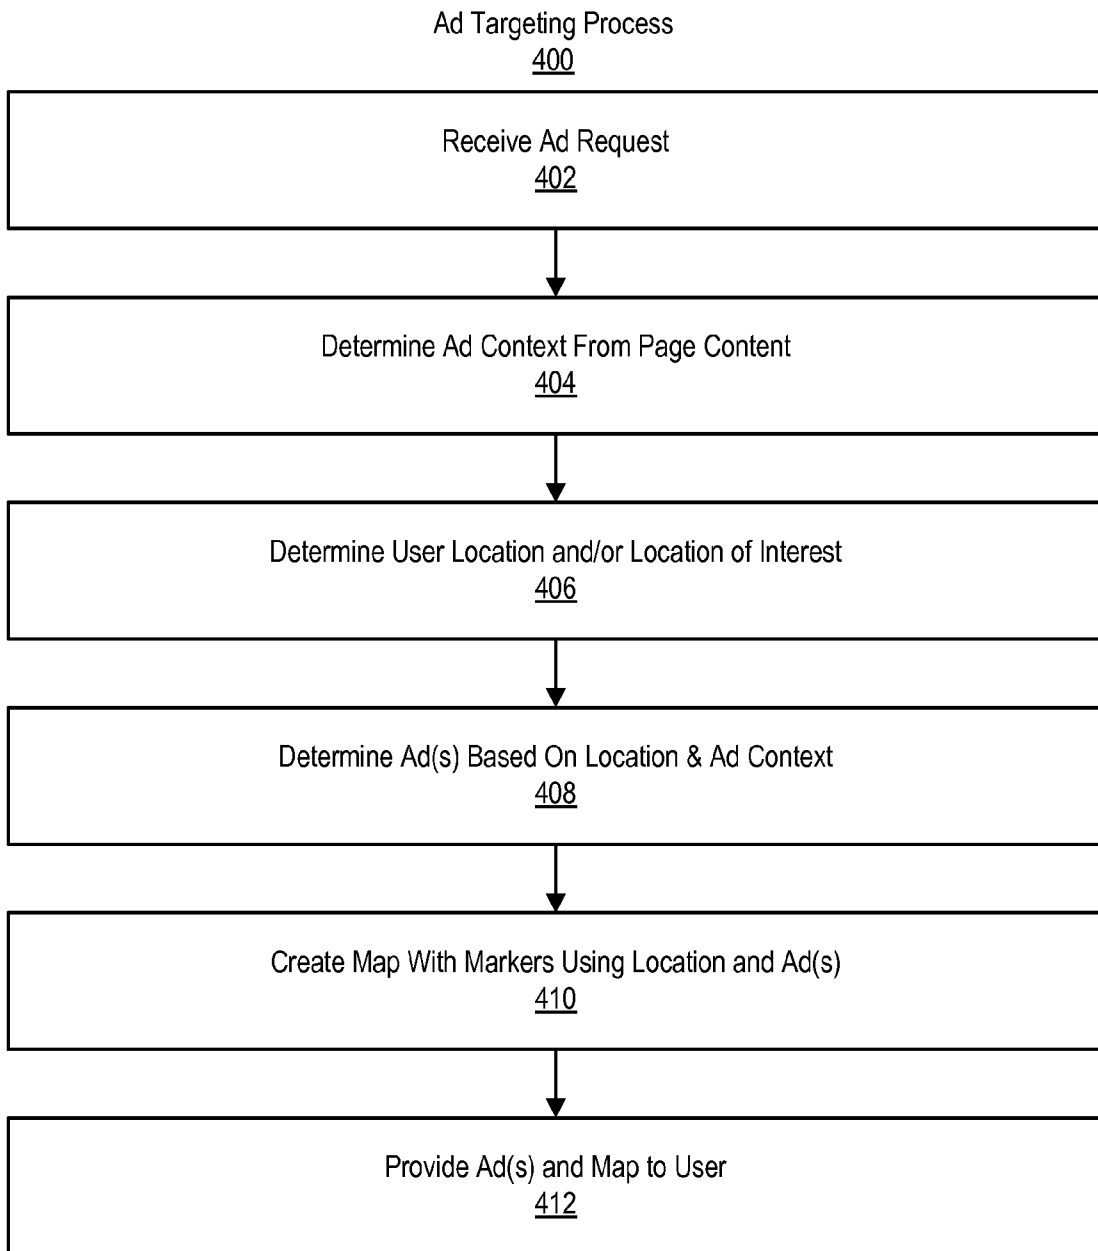 Ad Targeting Process
400
Receive Ad Request
402
Determine Ad Context From Page Content
404
Determine User Location and/or Location of Interest
406
Determine Ad(s) Based On Location & Ad Context
408
Create Map With Markers Using Location and Ad(s)
410
Provide Ad(s) and Map to User
412